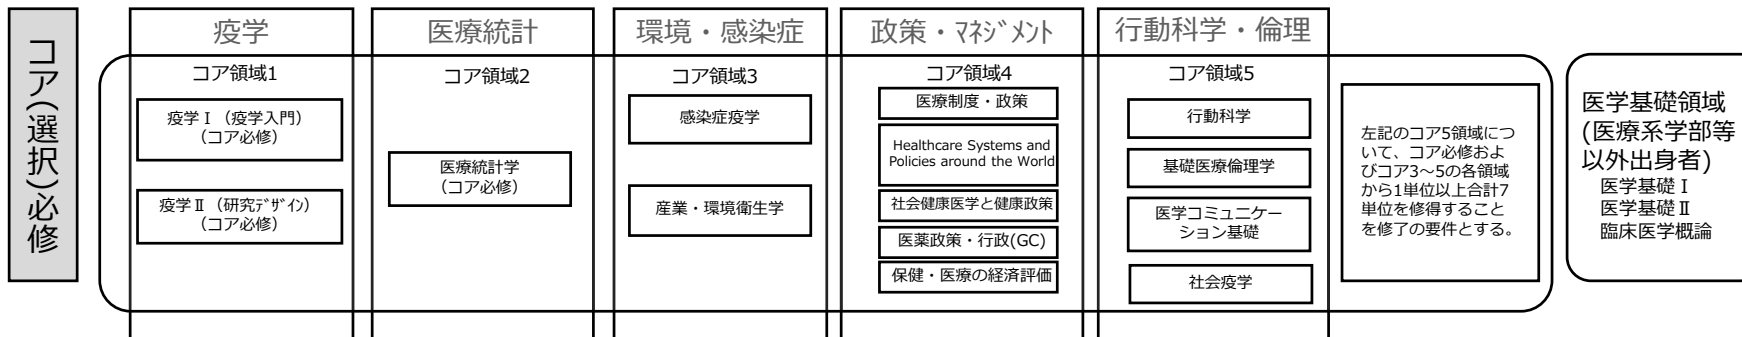 コア(選択)必修
疫学
コア領域1
疫学Ⅰ（疫学入門）
（コア必修）
疫学Ⅱ（研究ﾃﾞｻﾞｲﾝ）
（コア必修）
医療統計
コア領域2
医療統計学
（コア必修）
環境・感染症
コア領域3
感染症疫学
産業・環境衛生学
政策・ﾏﾈｼﾞﾒﾝﾄ
コア領域4
医療制度・政策
Healthcare Systems and
Policies around the World
社会健康医学と健康政策
医薬政策・行政(GC)
保健・医療の経済評価
行動科学・倫理
コア領域5
行動科学
基礎医療倫理学
医学コミュニケー
ション基礎
社会疫学
左記のコア5領域につ
いて、コア必修およ
びコア3～5の各領域
から1単位以上合計7
単位を修得すること
を修了の要件とする。
医学基礎領域
(医療系学部等
以外出身者)
医学基礎Ⅰ
医学基礎Ⅱ
臨床医学概論